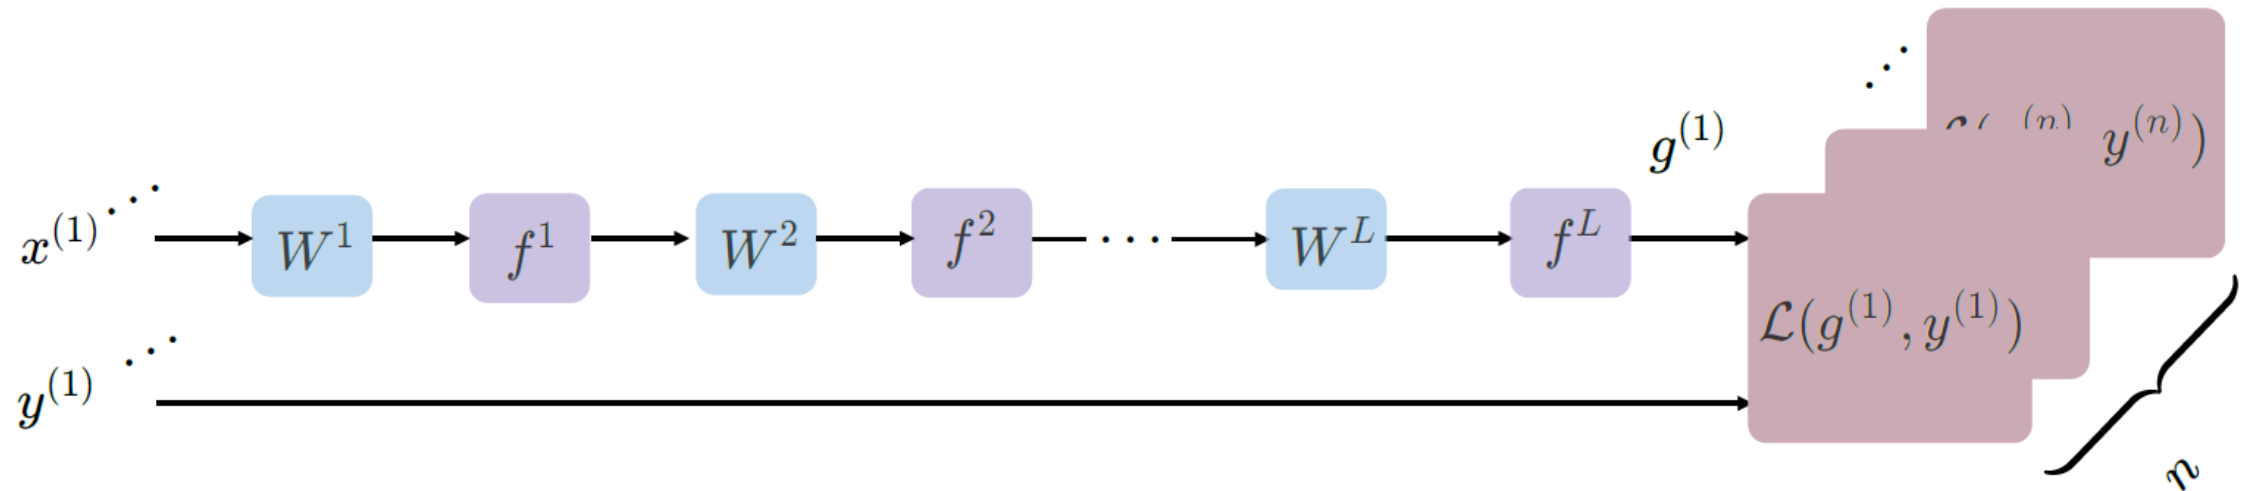 g^{(1)}
y^{(n)})
x^{(1)} ⋰ W^1 f^1 W^2 f^2 ⋯ W^L f^L
ℒ(g^{(1)}, y^{(1)})
y^{(1)} ⋰
n